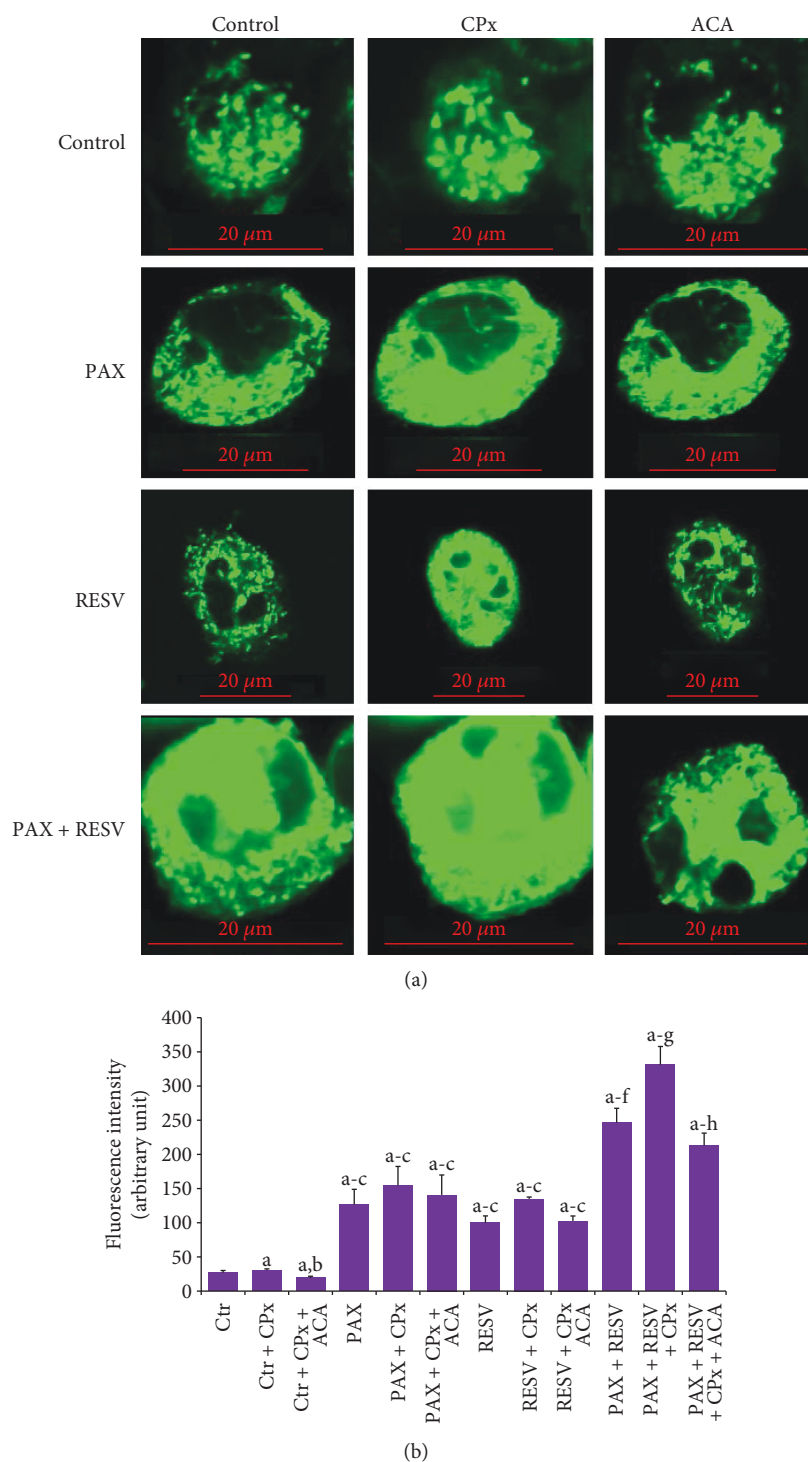 Control CPx ACA
Control
20 μm 20 μm 20 μm
PAX
20 μm 20 μm 20 μm
RESV
20 μm 20 μm 20 μm
PAX + RESV
20 μm 20 μm 20 μm
(a)
Fluorescence intensity
(arbitrary unit)
400
350
300
250
200
150
100
50
0
a
a,b
a-c
a-c
a-c
a-c
a-c
a-c
a-f
a-g
a-h
Ctr
Ctr + CPx
Ctr + CPx +
ACA
PAX
PAX + CPx
PAX + CPx +
ACA
RESV
RESV + CPx
RESV + CPx
ACA
PAX + RESV
PAX + RESV
+ CPx
PAX + RESV
+ CPx + ACA
(b)